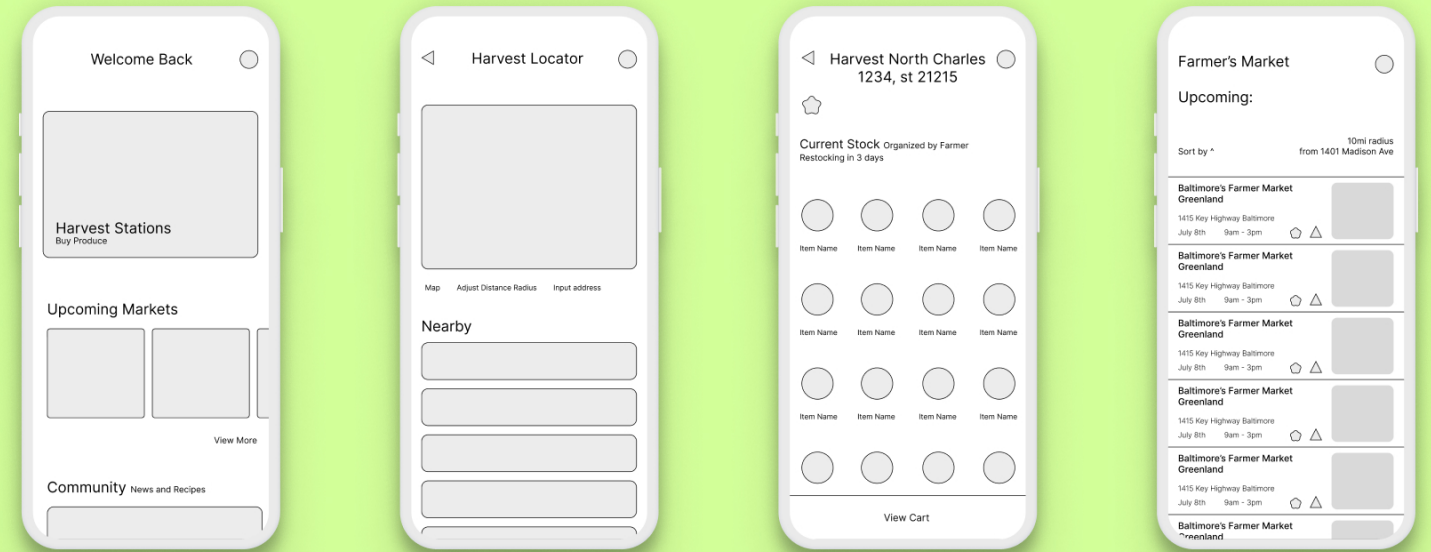 Welcome Back
Harvest Stations
Buy Produce
Upcoming Markets
View More
Community News and Recipes
Harvest Locator
Map Adjust Distance Radius Input address
Nearby
Harvest North Charles
1234, st 21215
Current Stock Organized by Farmer
Restocking in 3 days
Item Name Item Name Item Name Item Name
Item Name Item Name Item Name Item Name
Item Name Item Name Item Name Item Name
View Cart
Farmer's Market
Upcoming:
10mi radius
Sort by ^ from 1401 Madison Ave
Baltimore's Farmer Market
Greenland
1415 Key Highway Baltimore
July 8th 9am - 3pm
Baltimore's Farmer Market
Greenland
1415 Key Highway Baltimore
July 8th 9am - 3pm
Baltimore's Farmer Market
Greenland
1415 Key Highway Baltimore
July 8th 9am - 3pm
Baltimore's Farmer Market
Greenland
1415 Key Highway Baltimore
July 8th 9am - 3pm
Baltimore's Farmer Market
Greenland
1415 Key Highway Baltimore
July 8th 9am - 3pm
Baltimore's Farmer Market
Greenland